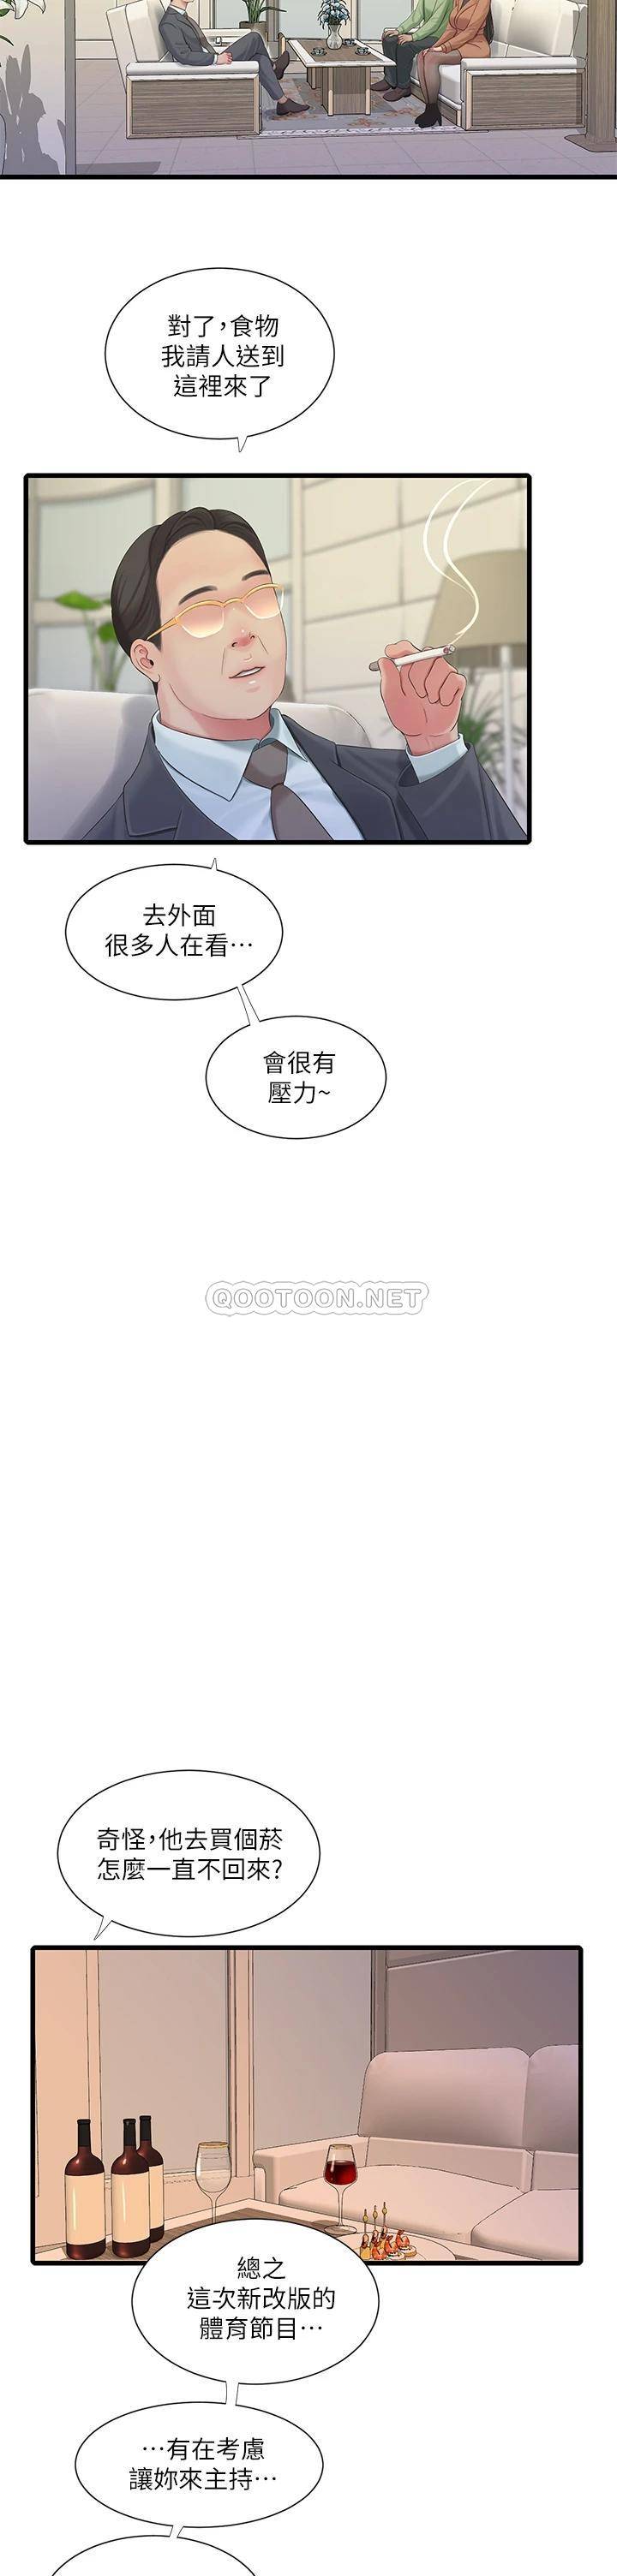 對了,食物
我請人送到
這裡來了
去外面
很多人在看⋯
會很有
壓力~
QOOTOON.NET
奇怪,他去買個菸
怎麼一直不回來?
總之
這次新改版的
體育節目⋯
⋯有在考慮
讓妳來主持⋯